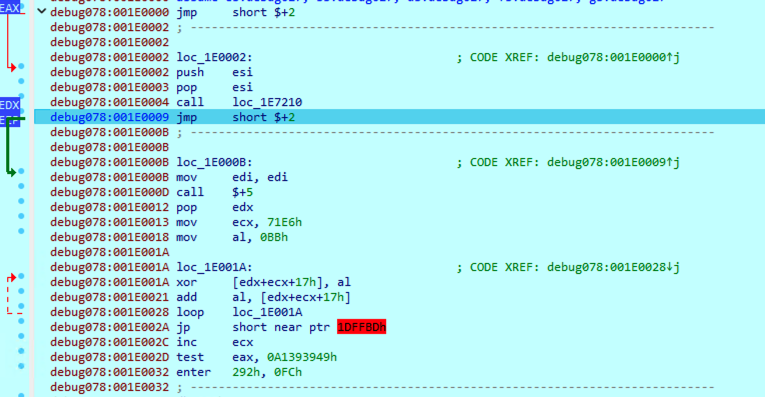 EAX
debug078:001E0000 jmp short $+2
debug078:001E0002 ; ---------------------------------------------------------------------------
debug078:001E0002
debug078:001E0002 loc_1E0002: ; CODE XREF: debug078:001E0000↑j
debug078:001E0002 push esi
debug078:001E0003 pop esi
debug078:001E0004 call loc_1E7210
EDX
debug078:001E0009 jmp short $+2
debug078:001E000B ; ---------------------------------------------------------------------------
debug078:001E000B
debug078:001E000B loc_1E000B: ; CODE XREF: debug078:001E0009↑j
debug078:001E000B mov edi, edi
debug078:001E000D call $+5
debug078:001E0012 pop edx
debug078:001E0013 mov ecx, 71E6h
debug078:001E0018 mov al, 0BBh
debug078:001E001A
debug078:001E001A loc_1E001A: ; CODE XREF: debug078:001E0028↓j
debug078:001E001A xor [edx+ecx+17h], al
debug078:001E0021 add al, [edx+ecx+17h]
debug078:001E0028 loop loc_1E001A
debug078:001E002A jp short near ptr 1DFFBDh
debug078:001E002C inc ecx
debug078:001E002D test eax, 0A1393949h
debug078:001E0032 enter 292h, 0FCh
debug078:001E0032 ; ---------------------------------------------------------------------------